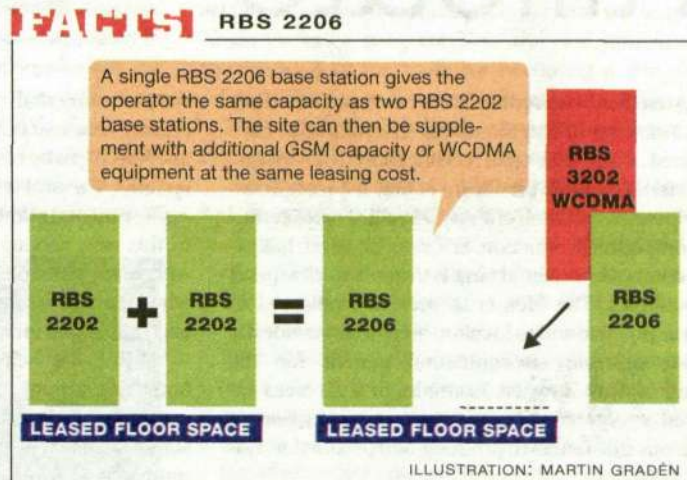 FACTS RBS 2206
A single RBS 2206 base station gives the
operator the same capacity as two RBS 2202
base stations. The site can then be supple-
ment with additional GSM capacity or WCDMA
equipment at the same leasing cost.
RBS
3202
WCDMA
RBS
2202
+
RBS
2202
=
RBS
2206
RBS
2206
LEASED FLOOR SPACE
LEASED FLOOR SPACE
ILLUSTRATION: MARTIN GRADÉN